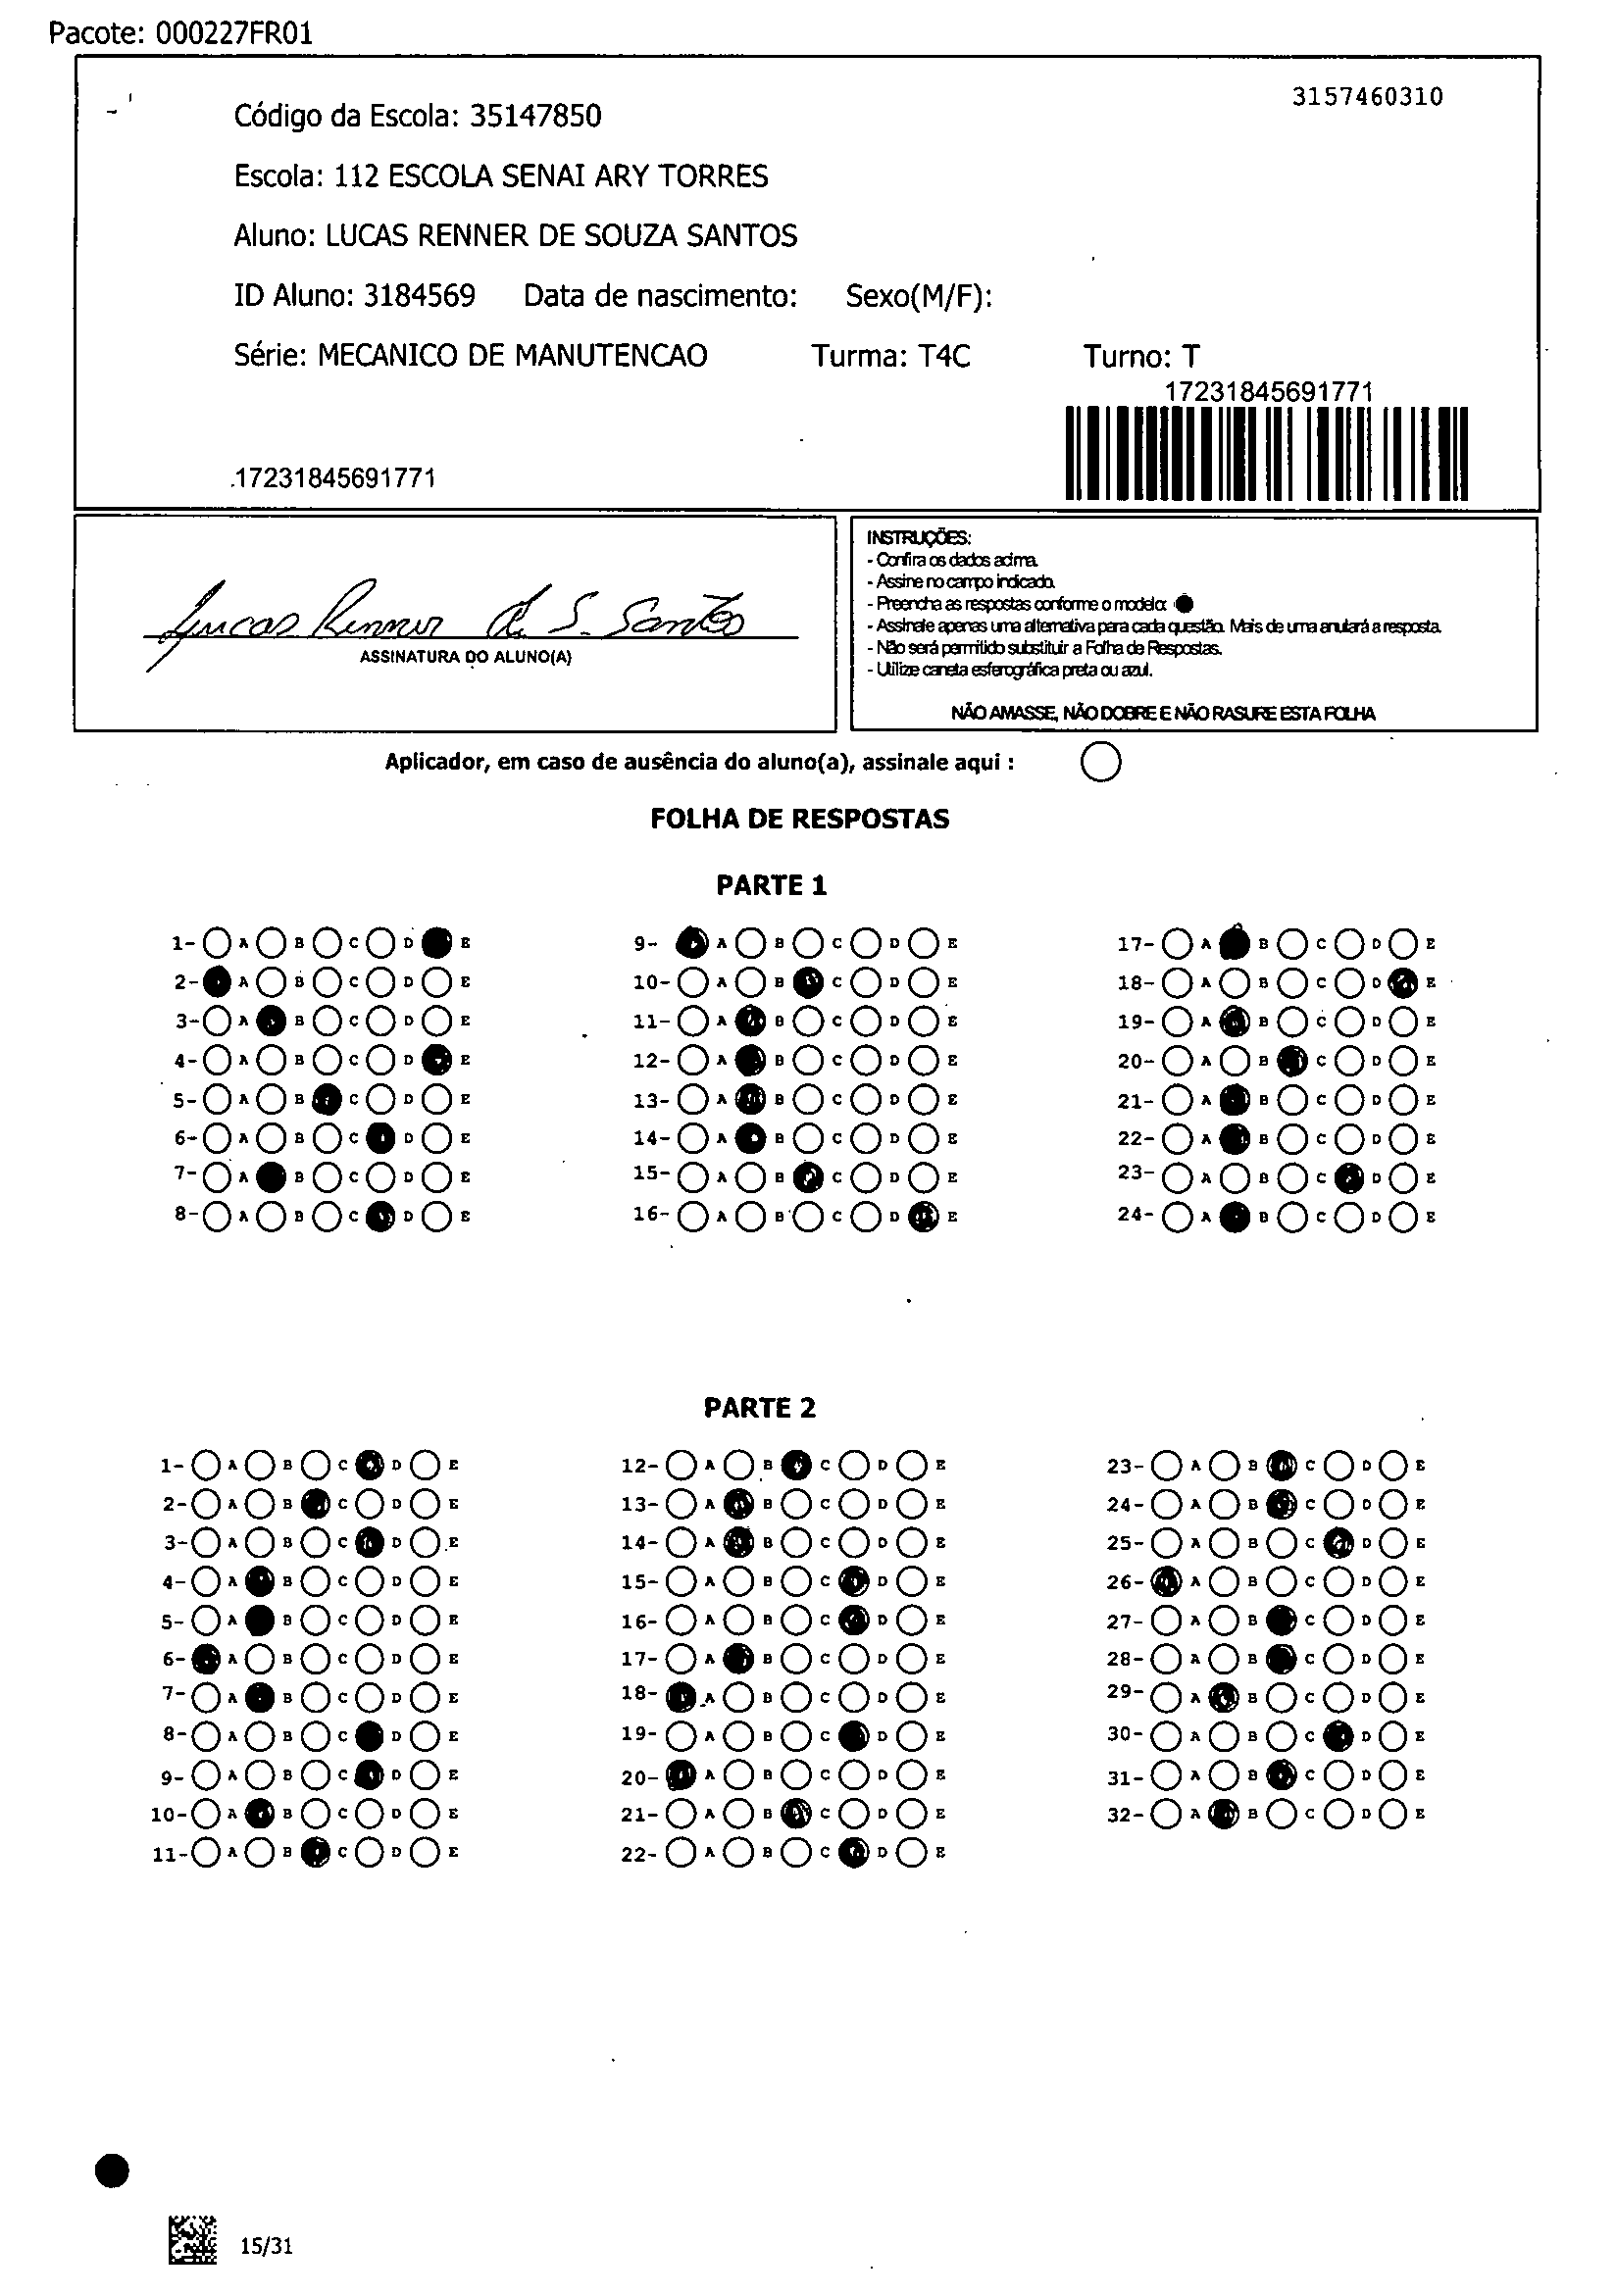 Pacote: 000227FR01
3157460310
Código da Escola: 35147850
Escola: 112 ESCOLA SENAI ARY TORRES
Aluno: LUCAS RENNER DE SOUZA SANTOS
ID Aluno: 3184569 Data de nascimento: Sexo(M/F):
Série: MECANICO DE MANUTENCAO Turma: T4C Turno: T
17231845691771
.17231845691771
Lucas Renner d. S. Santos
ASSINATURA DO ALUNO(A)
INSTRUÇÕES:
- Confira os dados acima.
- Assine no campo indicado.
- Preencha as respostas conforme o modelo:
- Assinale apenas uma alternativa para cada questão. Mais de uma anulará a resposta.
- Não será permitido substituir a Folha de Respostas.
- Utilize caneta esferográfica preta ou azul.
NÃO AMASSE, NÃO DOBRE E NÃO RASURE ESTA FOLHA
Aplicador, em caso de ausência do aluno(a), assinale aqui :
FOLHA DE RESPOSTAS
PARTE 1
1- A B C D E 9- A B C D E 17- A B C D E
2- A B C D E 10- A B C D E 18- A B C D E
3- A B C D E 11- A B C D E 19- A B C D E
4- A B C D E 12- A B C D E 20- A B C D E
5- A B C D E 13- A B C D E 21- A B C D E
6- A B C D E 14- A B C D E 22- A B C D E
7- A B C D E 15- A B C D E 23- A B C D E
8- A B C D E 16- A B C D E 24- A B C D E
PARTE 2
1- A B C D E 12- A B C D E 23- A B C D E
2- A B C D E 13- A B C D E 24- A B C D E
3- A B C D E 14- A B C D E 25- A B C D E
4- A B C D E 15- A B C D E 26- A B C D E
5- A B C D E 16- A B C D E 27- A B C D E
6- A B C D E 17- A B C D E 28- A B C D E
7- A B C D E 18- A B C D E 29- A B C D E
8- A B C D E 19- A B C D E 30- A B C D E
9- A B C D E 20- A B C D E 31- A B C D E
10- A B C D E 21- A B C D E 32- A B C D E
11- A B C D E 22- A B C D E
15/31